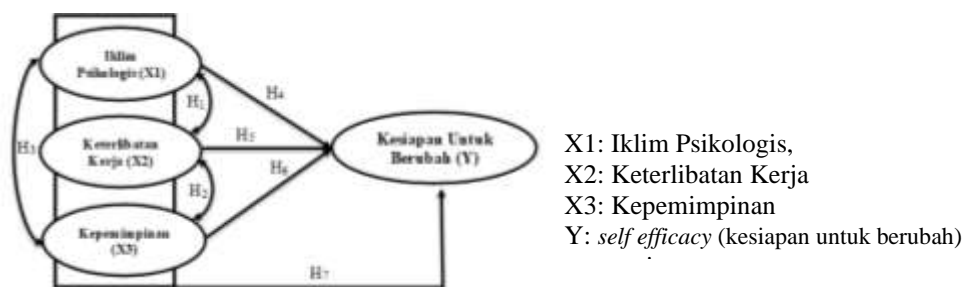 Iklim
Psikologis (X1)
H₁
H₄
H₃
Keterlibatan
Kerja (X2)
H₅
Kesiapan Untuk
Berubah (Y)
H₆
H₂
Kepemimpinan
(X3)
H₇
X1: Iklim Psikologis,
X2: Keterlibatan Kerja
X3: Kepemimpinan
Y: self efficacy (kesiapan untuk berubah)